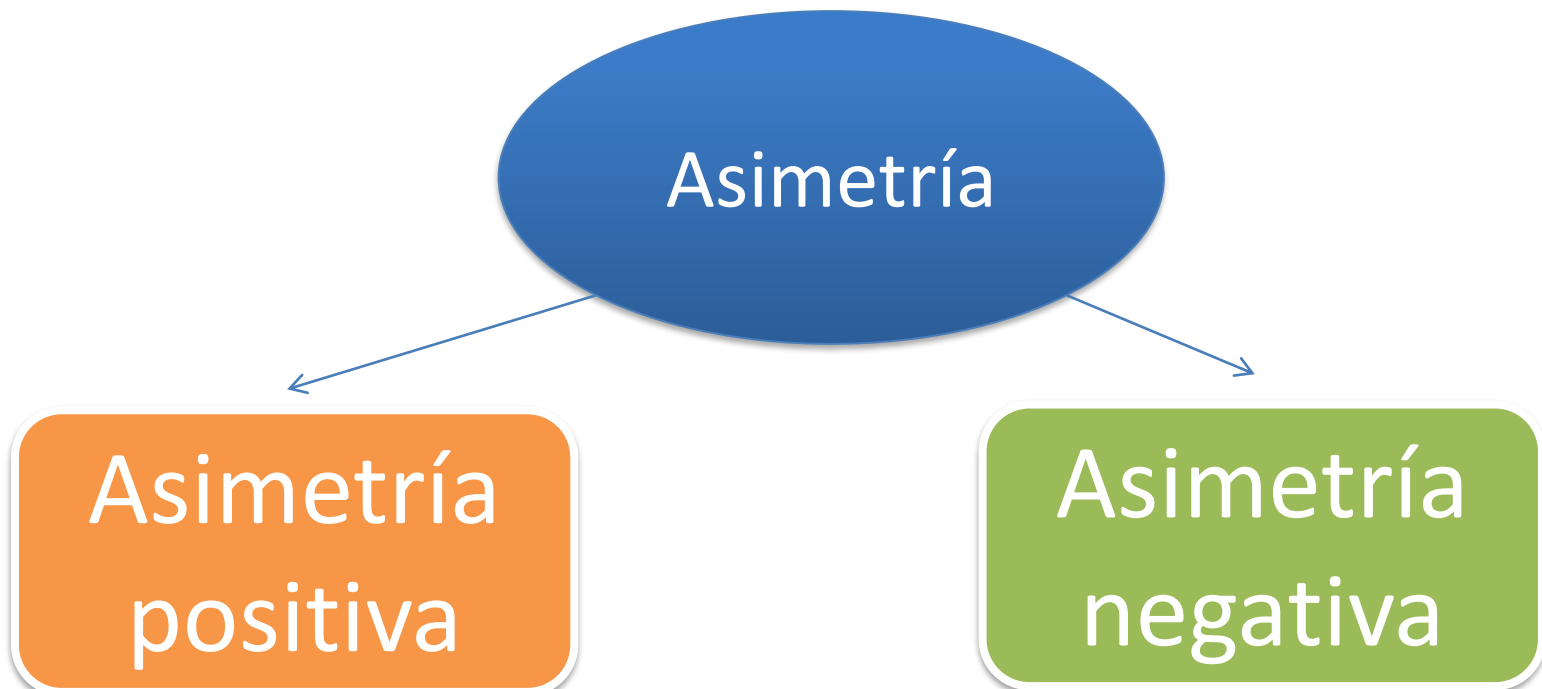 Asimetría
Asimetría
positiva
Asimetría
negativa